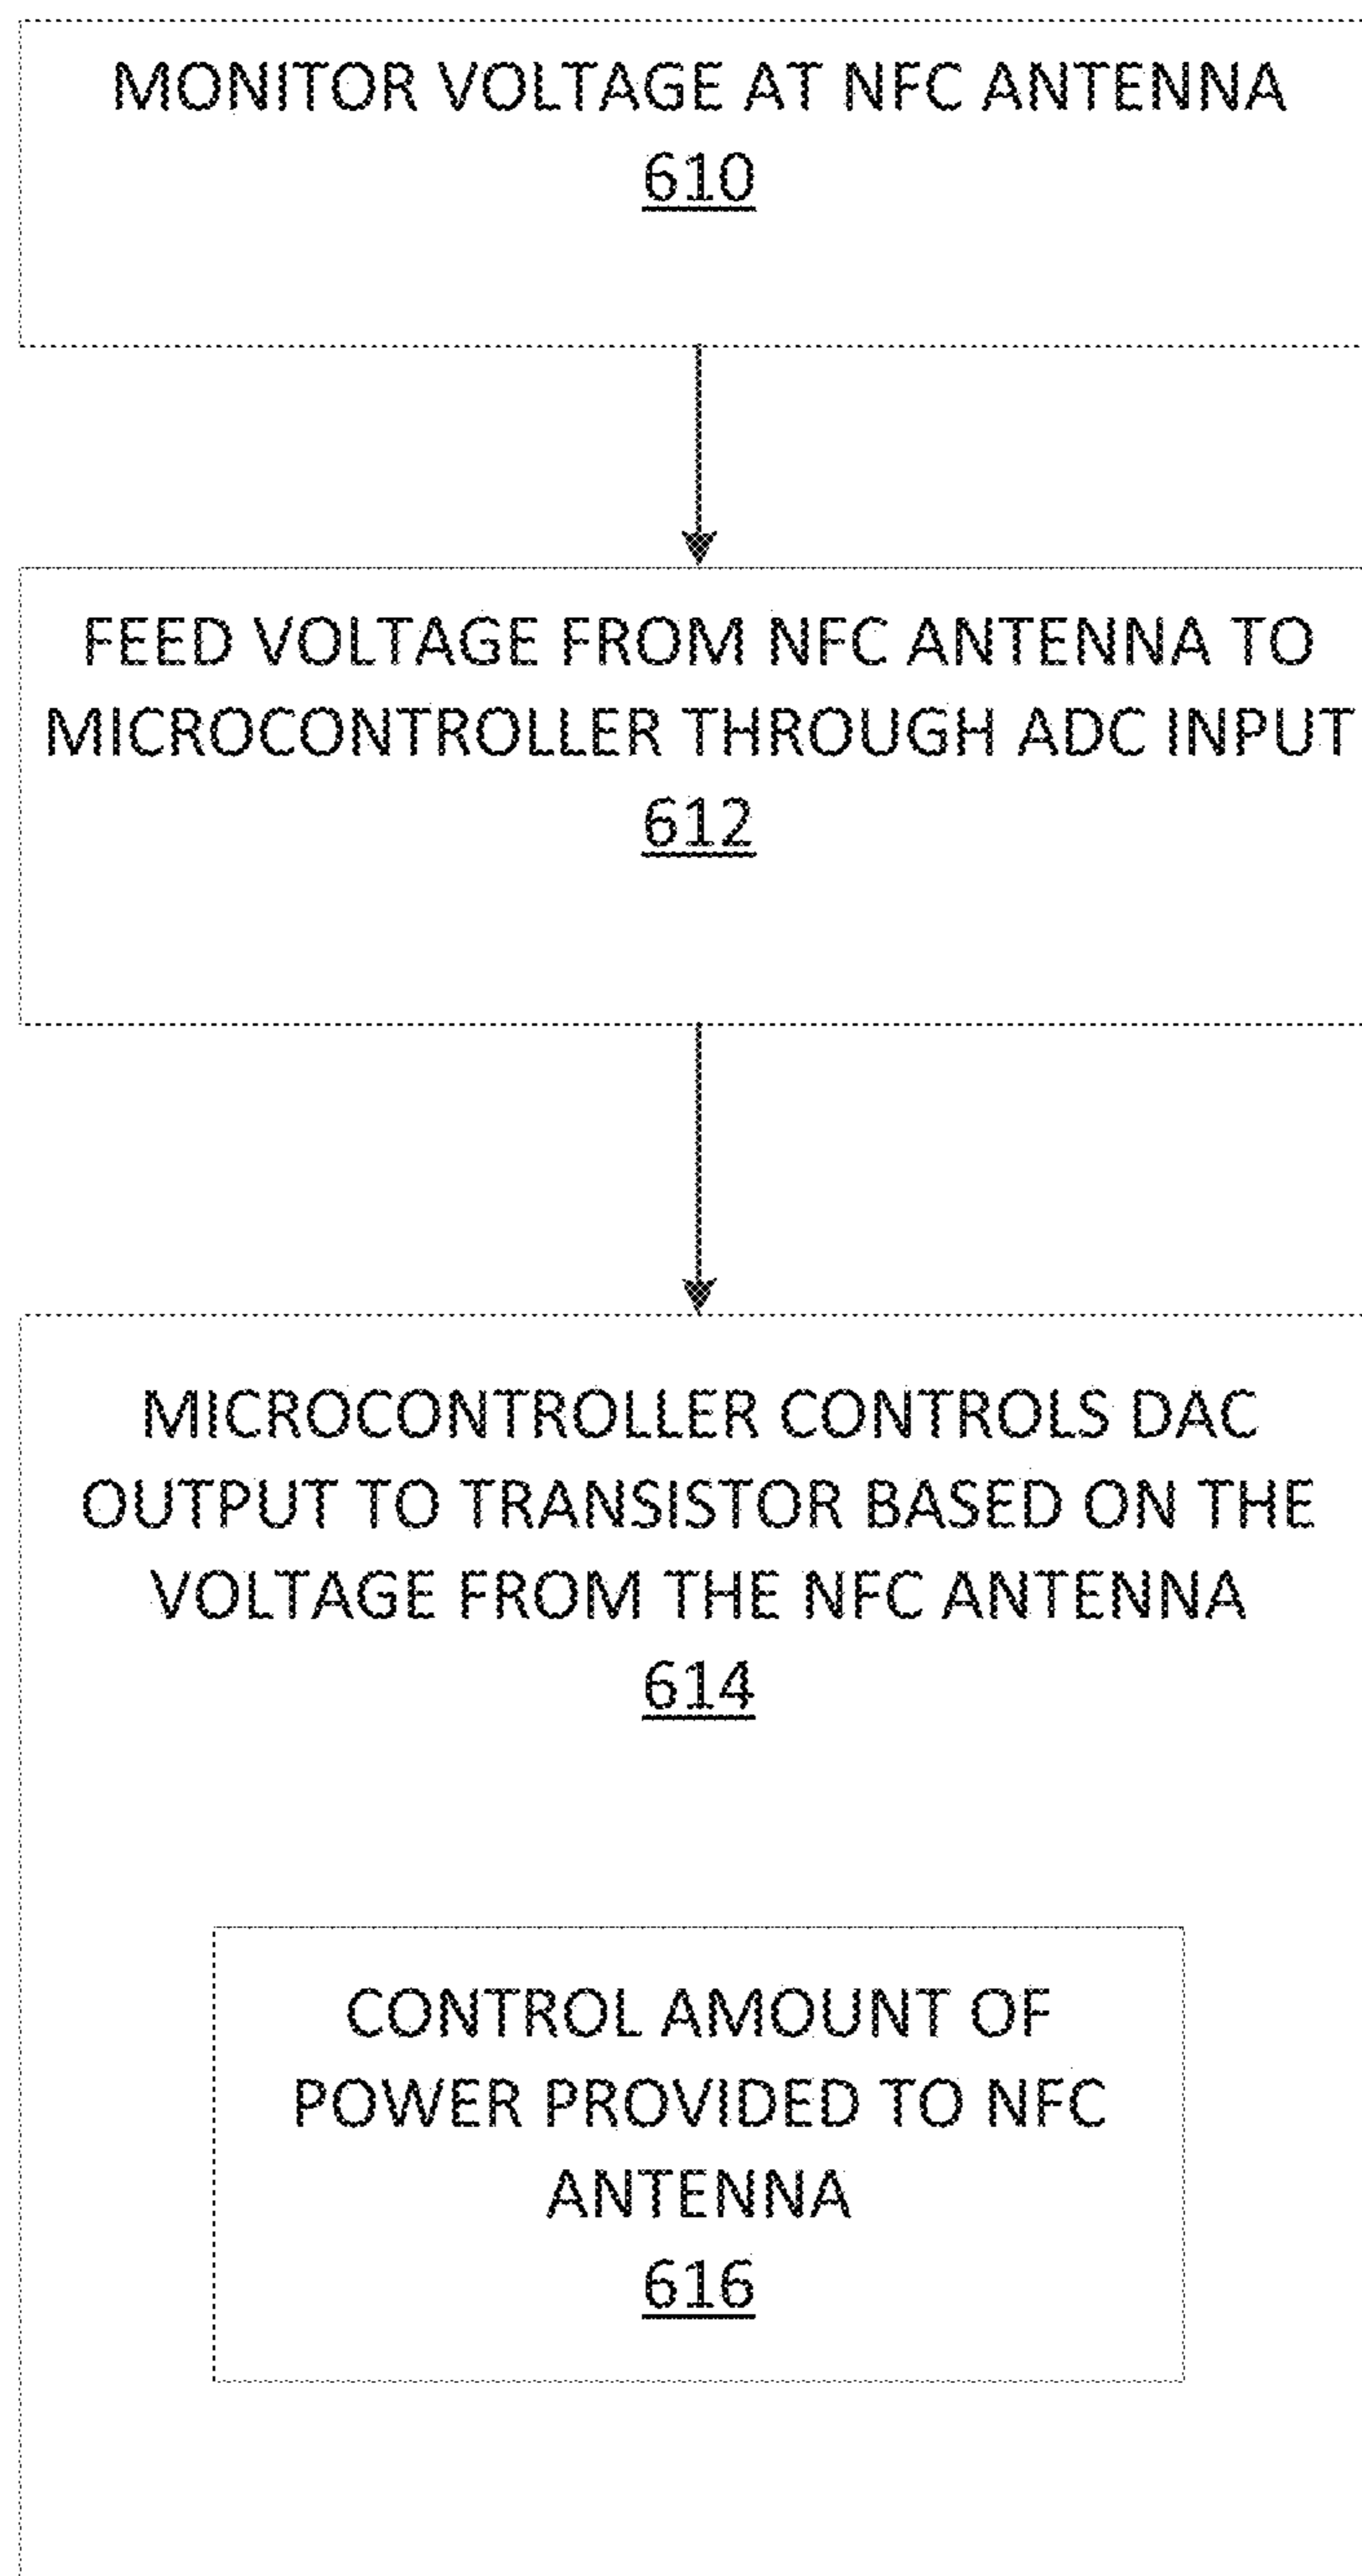 MONITOR VOLTAGE AT NFC ANTENNA
610
FEED VOLTAGE FROM NFC ANTENNA TO
MICROCONTROLLER THROUGH ADC INPUT
612
MICROCONTROLLER CONTROLS DAC
OUTPUT TO TRANSISTOR BASED ON THE
VOLTAGE FROM THE NFC ANTENNA
614
CONTROL AMOUNT OF
POWER PROVIDED TO NFC
ANTENNA
616